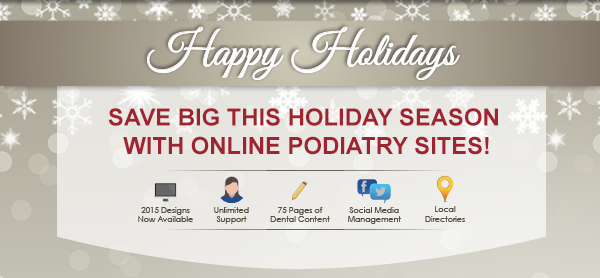 Happy Holidays
SAVE BIG THIS HOLIDAY SEASON
WITH ONLINE PODIATRY SITES!
2015 Designs
Now Available
Unlimited
Support
75 Pages of
Dental Content
Social Media
Management
Local
Directories